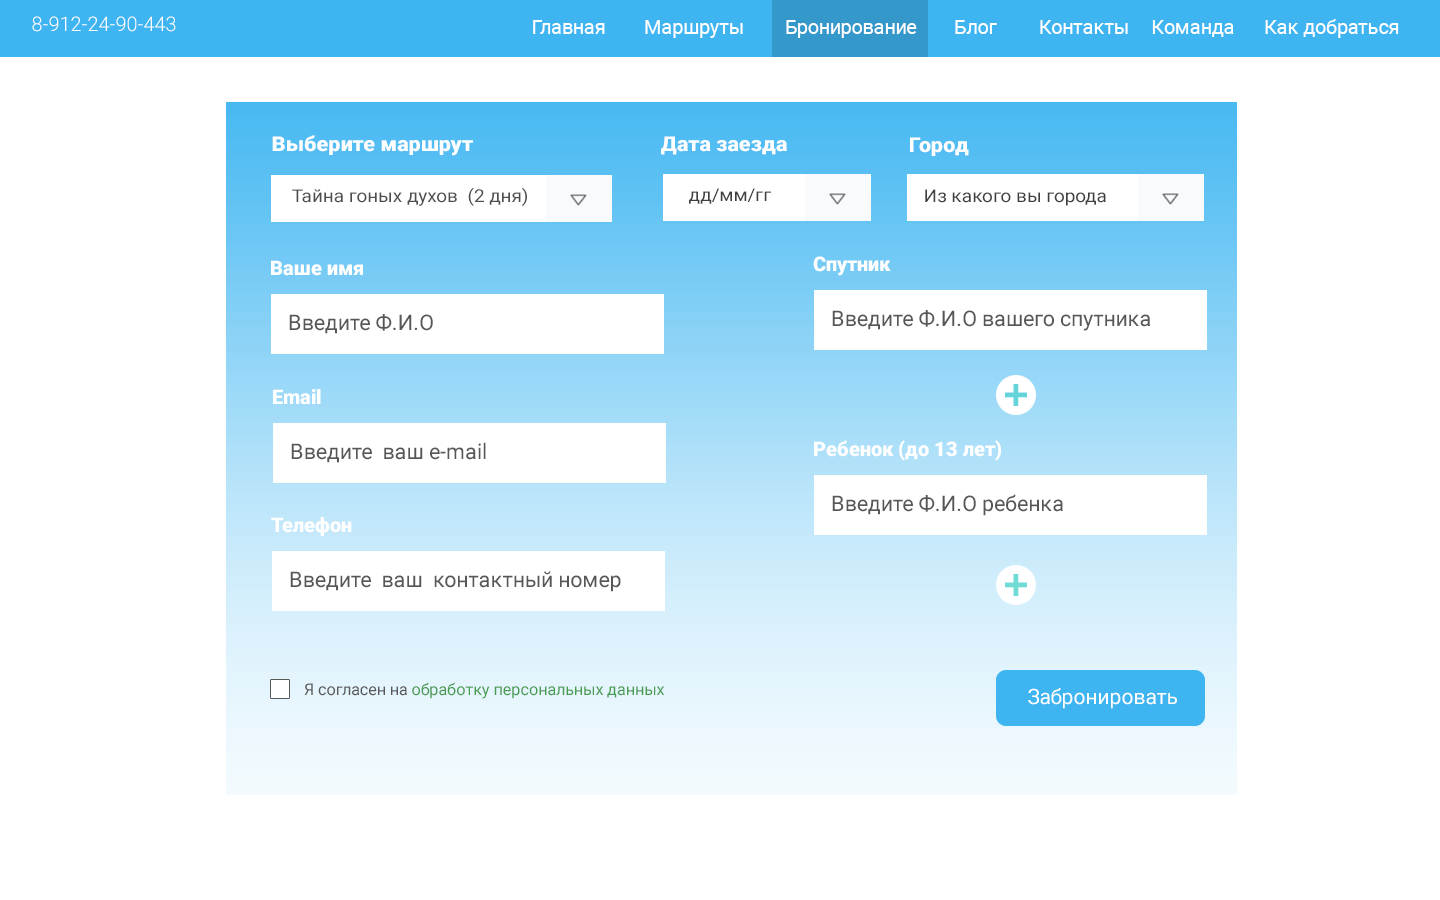 8-912-24-90-443
Главная Маршруты Бронирование Блог Контакты Команда Как добраться
Выберите маршрут Дата заезда Город
Тайна гоных духов (2 дня) дд/мм/гг Из какого вы города
Ваше имя
Введите Ф.И.О
Email
Введите ваш e-mail
Телефон
Введите ваш контактный номер
Спутник
Введите Ф.И.О вашего спутника
Ребенок (до 13 лет)
Введите Ф.И.О ребенка
Я согласен на обработку персональных данных
Забронировать